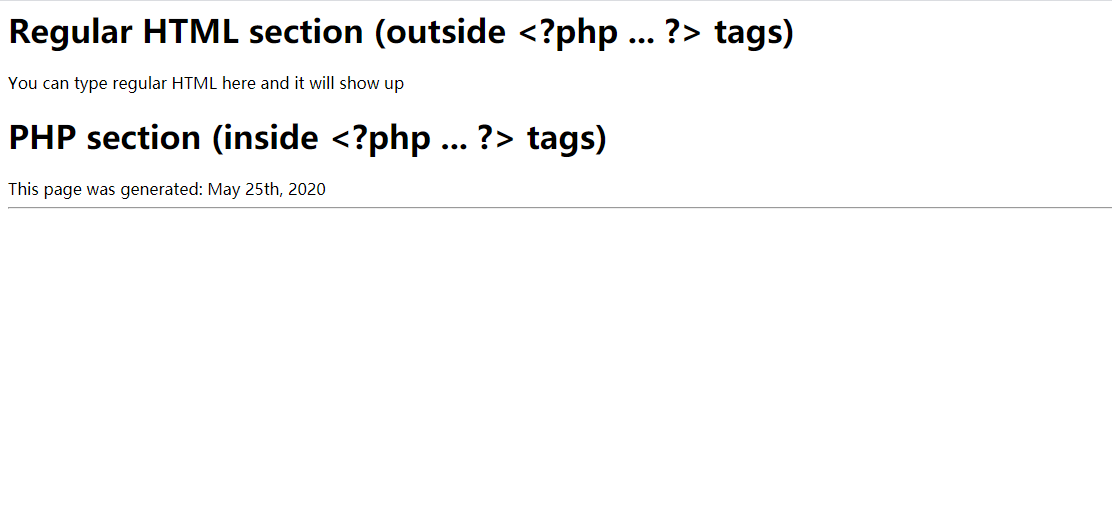 Regular HTML section (outside <?php ... ?> tags)
You can type regular HTML here and it will show up
PHP section (inside <?php ... ?> tags)
This page was generated: May 25th, 2020